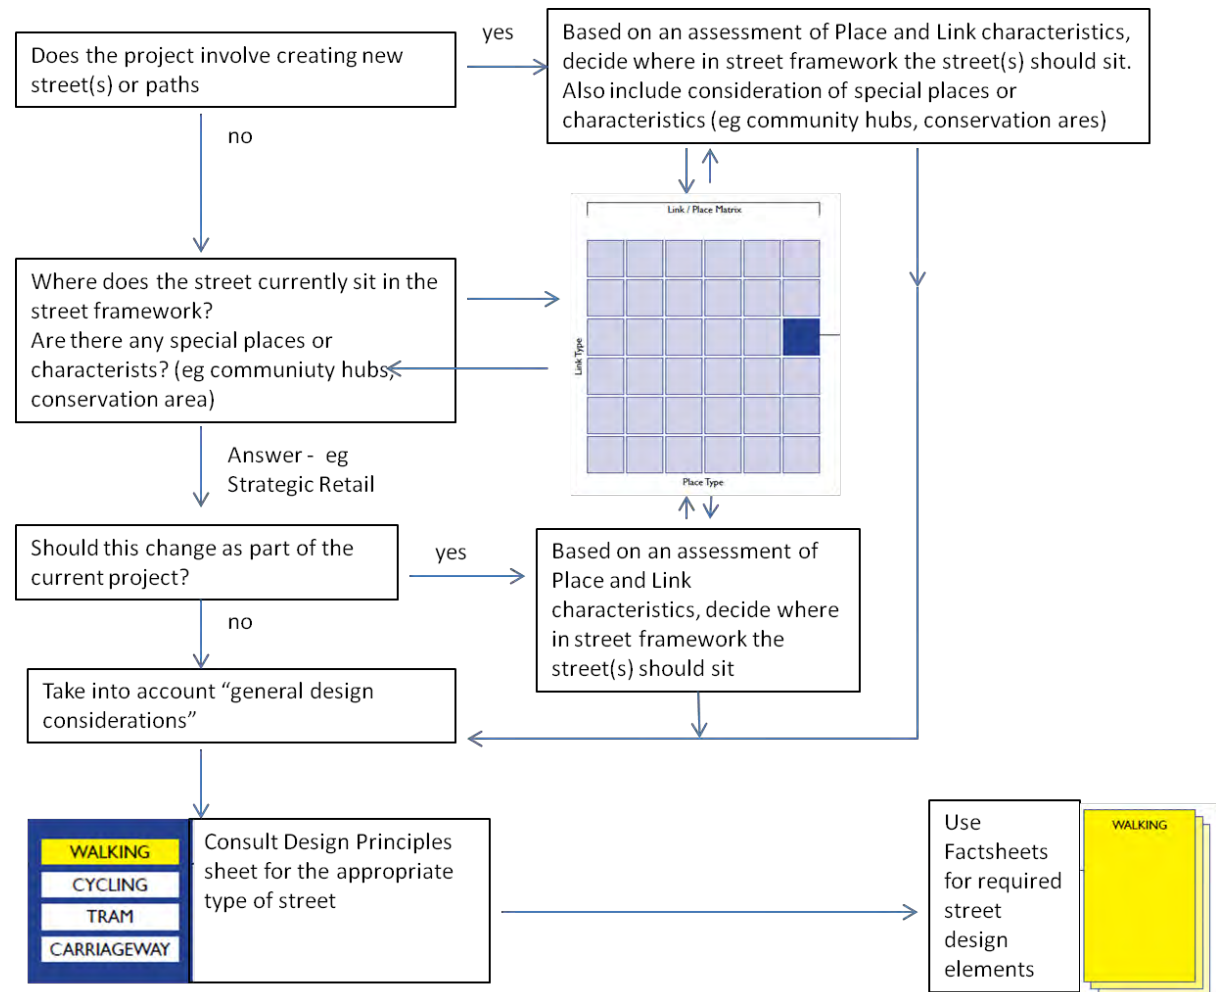 Does the project involve creating new
street(s) or paths
yes
Based on an assessment of Place and Link characteristics,
decide where in street framework the street(s) should sit.
Also include consideration of special places or
characteristics (eg community hubs, conservation ares)
no
Link / Place Matrix
Link Type
Place Type
Where does the street currently sit in the
street framework?
Are there any special places or
characterists? (eg communiuty hubs,
conservation area)
Answer - eg
Strategic Retail
Should this change as part of the
current project?
yes
Based on an assessment of
Place and Link
characteristics, decide where
in street framework the
street(s) should sit
no
Take into account “general design
considerations”
WALKING
CYCLING
TRAM
CARRIAGEWAY
Consult Design Principles
sheet for the appropriate
type of street
Use
Factsheets
for required
street
design
elements
WALKING